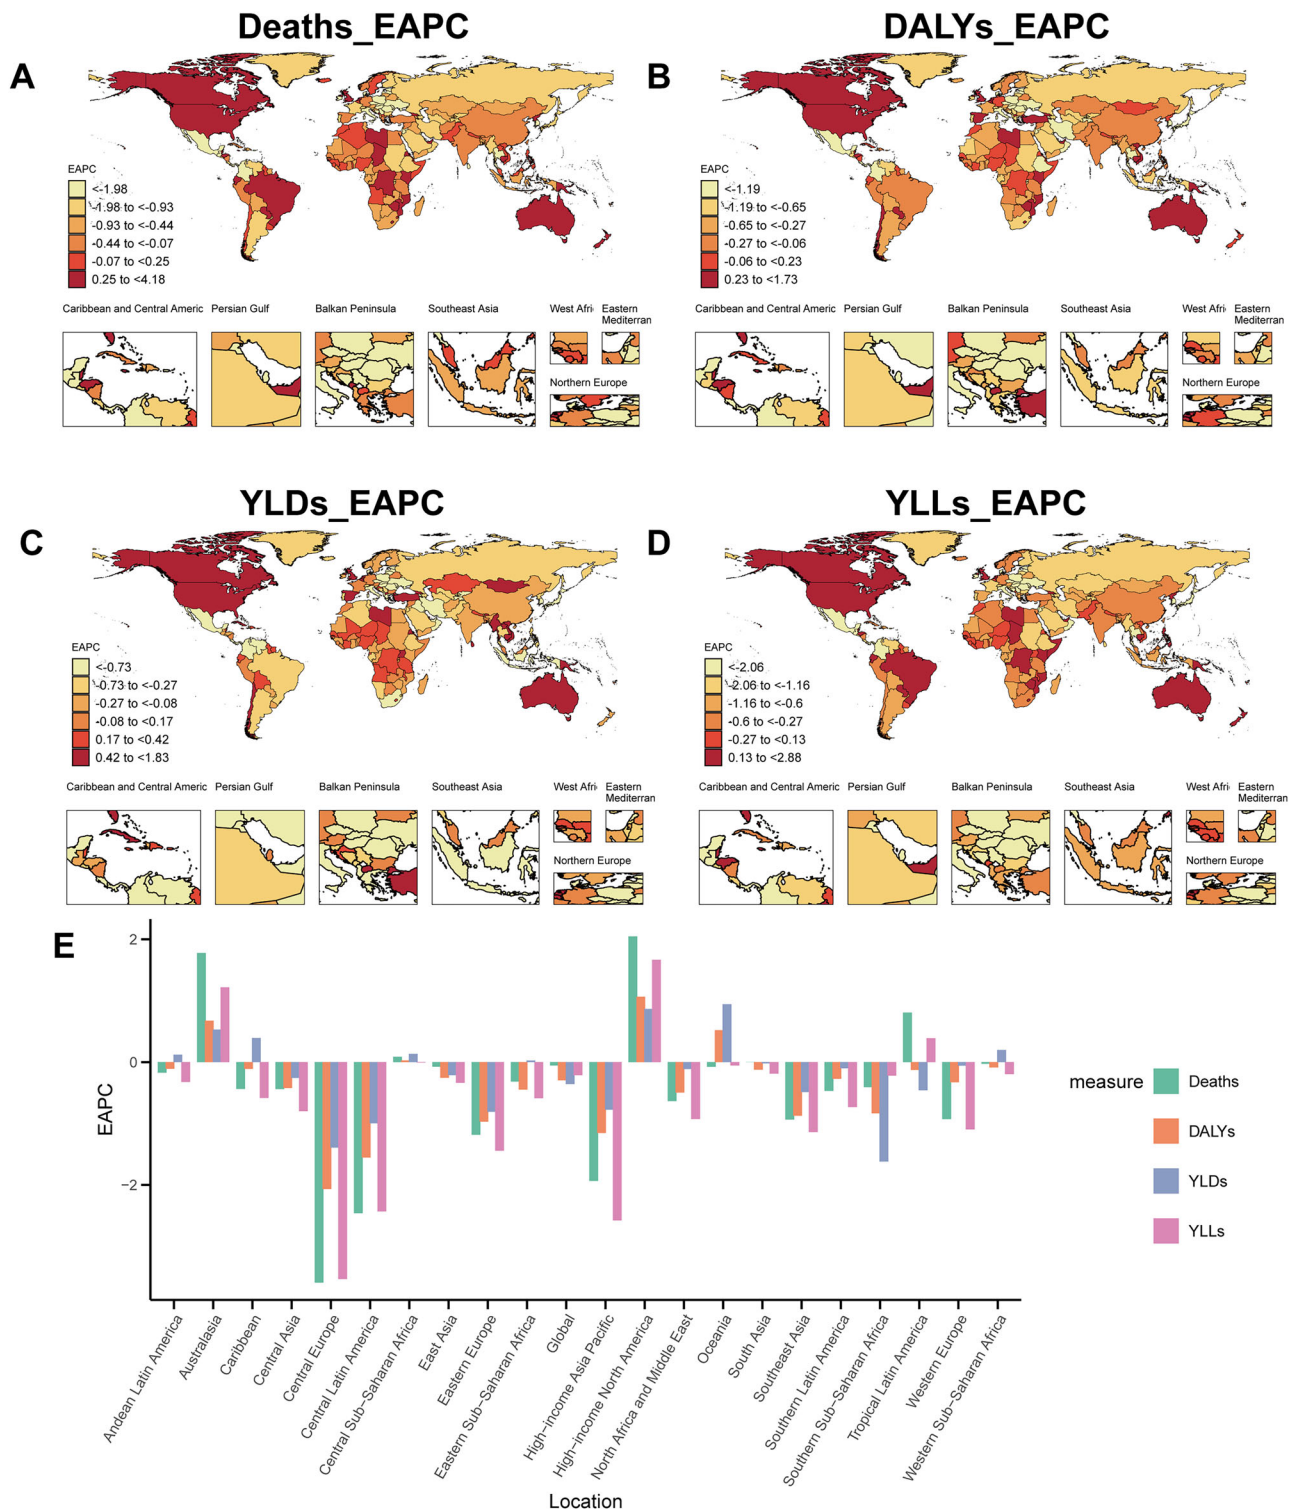 Deaths_EAPC
DALYs_EAPC
A
B
EAPC
<-1.98
-1.98 to <-0.93
-0.93 to <-0.44
-0.44 to <-0.07
-0.07 to <0.25
0.25 to <4.18
EAPC
<-1.19
-1.19 to <-0.65
-0.65 to <-0.27
-0.27 to <-0.06
-0.06 to <0.23
0.23 to <1.73
Caribbean and Central Americ
Persian Gulf
Balkan Peninsula
Southeast Asia
West Afri
Eastern
Mediterran
Northern Europe
Caribbean and Central Americ
Persian Gulf
Balkan Peninsula
Southeast Asia
West Afri
Eastern
Mediterran
Northern Europe
YLDs_EAPC
YLLs_EAPC
C
D
EAPC
<-0.73
-0.73 to <-0.27
-0.27 to <-0.08
-0.08 to <0.17
0.17 to <0.42
0.42 to <1.83
EAPC
<-2.06
-2.06 to <-1.16
-1.16 to <-0.6
-0.6 to <-0.27
-0.27 to <0.13
0.13 to <2.88
Caribbean and Central Americ
Persian Gulf
Balkan Peninsula
Southeast Asia
West Afri
Eastern
Mediterran
Northern Europe
Caribbean and Central Americ
Persian Gulf
Balkan Peninsula
Southeast Asia
West Afri
Eastern
Mediterran
Northern Europe
E
2
0
−2
EAPC
measure
Deaths
DALYs
YLDs
YLLs
Andean Latin America
Australasia
Caribbean
Central Asia
Central Europe
Central Latin America
Central Sub−Saharan Africa
East Asia
Eastern Europe
Eastern Sub−Saharan Africa
Global
High−income Asia Pacific
High−income North America
North Africa and Middle East
Oceania
South Asia
Southeast Asia
Southern Latin America
Southern Sub−Saharan Africa
Tropical Latin America
Western Europe
Western Sub−Saharan Africa
Location